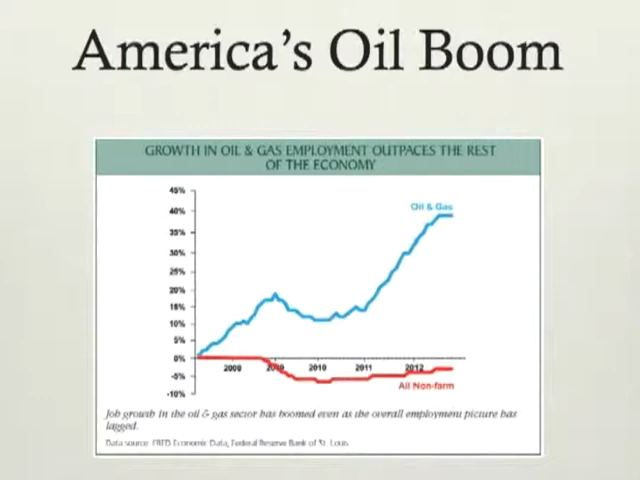 America's Oil Boom
GROWTH IN OIL & GAS EMPLOYMENT OUTPACES THE REST
OF THE ECONOMY
45%
40%
35%
30%
25%
20%
15%
10%
5%
0%
-5%
-10%
Oil & Gas
2008
2009
2010
2011
2012
All Non-farm
Job growth in the oil & gas sector has boomed even as the overall employment picture has
lagged.
Data source: FRED Economic Data, Federal Reserve Bank of St. Louis